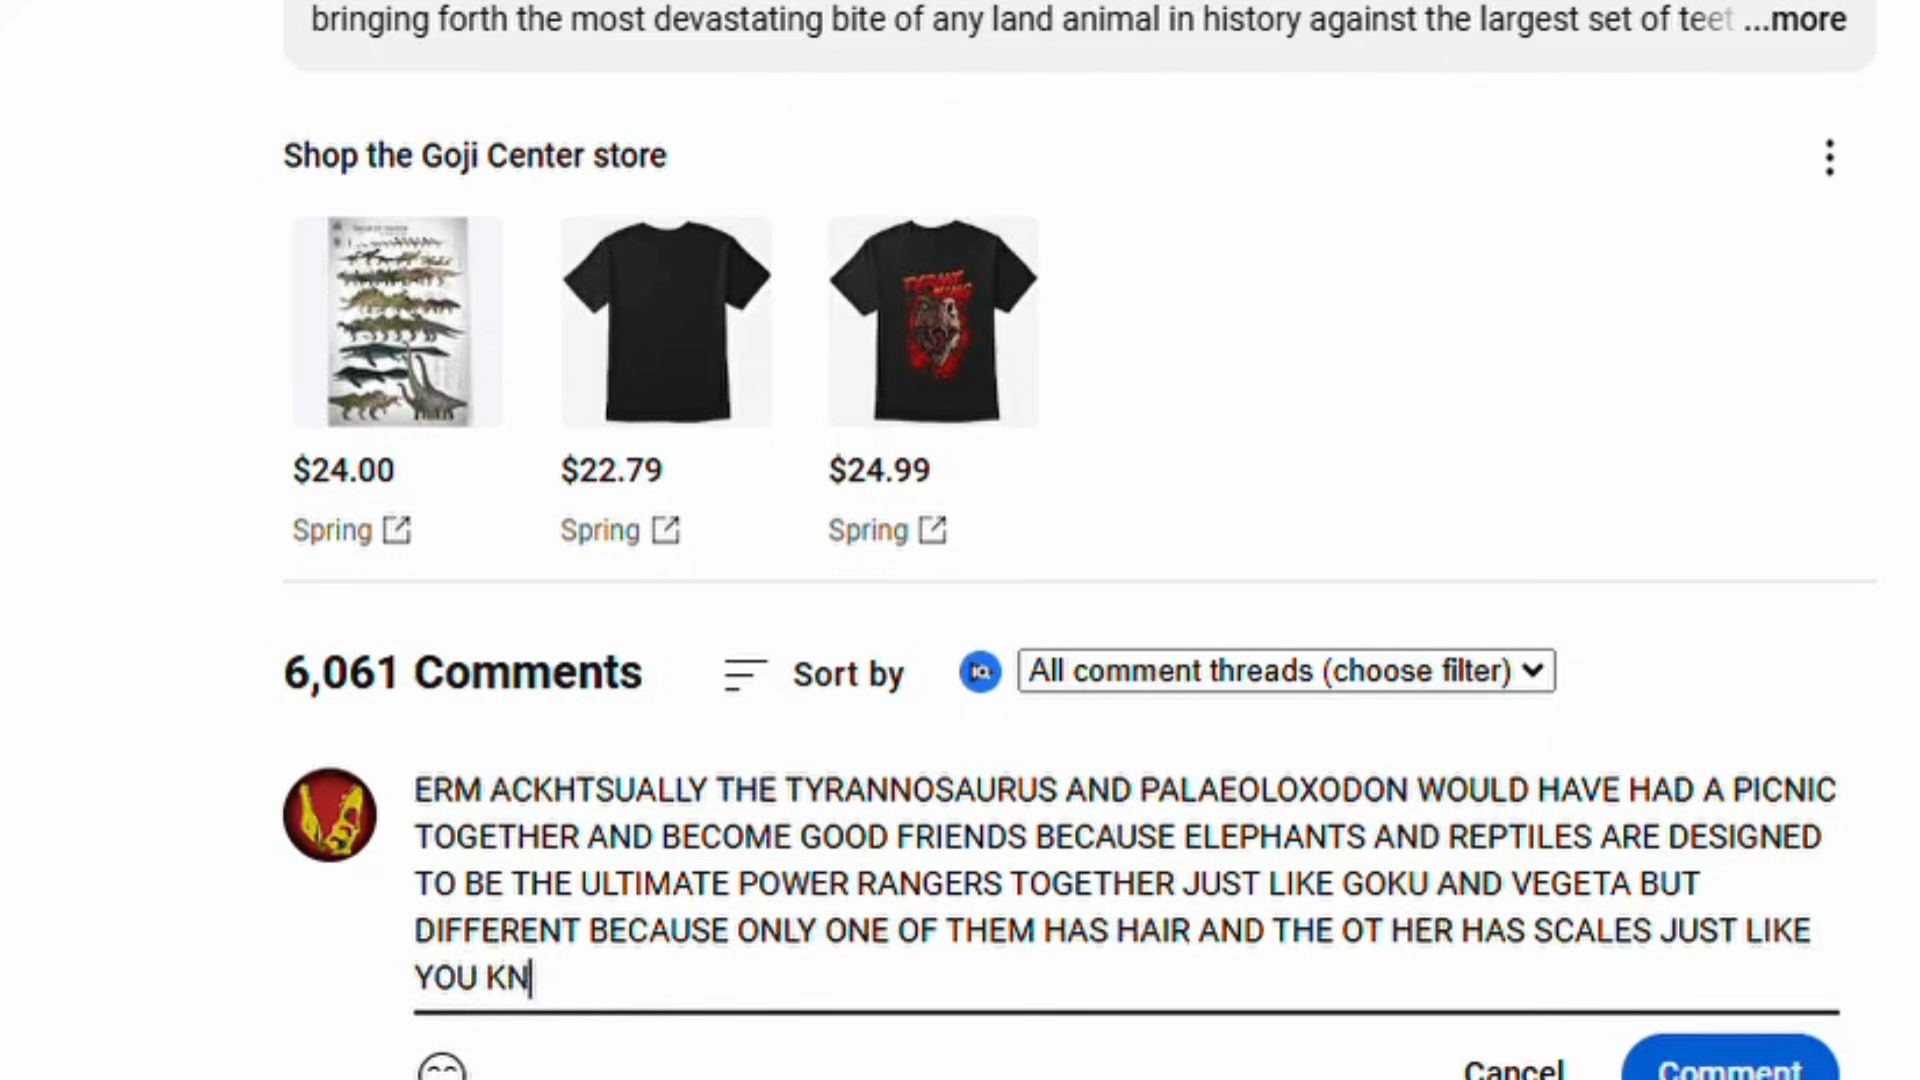 bringing forth the most devastating bite of any land animal in history against the largest set of teet ...more
Shop the Goji Center store
TYRANT KING
$24.00 $22.79 $24.99
Spring Spring Spring
6,061 Comments Sort by All comment threads (choose filter)
ERM ACKHTSUALLY THE TYRANNOSAURUS AND PALAEOLOXODON WOULD HAVE HAD A PICNIC
TOGETHER AND BECOME GOOD FRIENDS BECAUSE ELEPHANTS AND REPTILES ARE DESIGNED
TO BE THE ULTIMATE POWER RANGERS TOGETHER JUST LIKE GOKU AND VEGETA BUT
DIFFERENT BECAUSE ONLY ONE OF THEM HAS HAIR AND THE OT HER HAS SCALES JUST LIKE
YOU KN
Cancel Comment